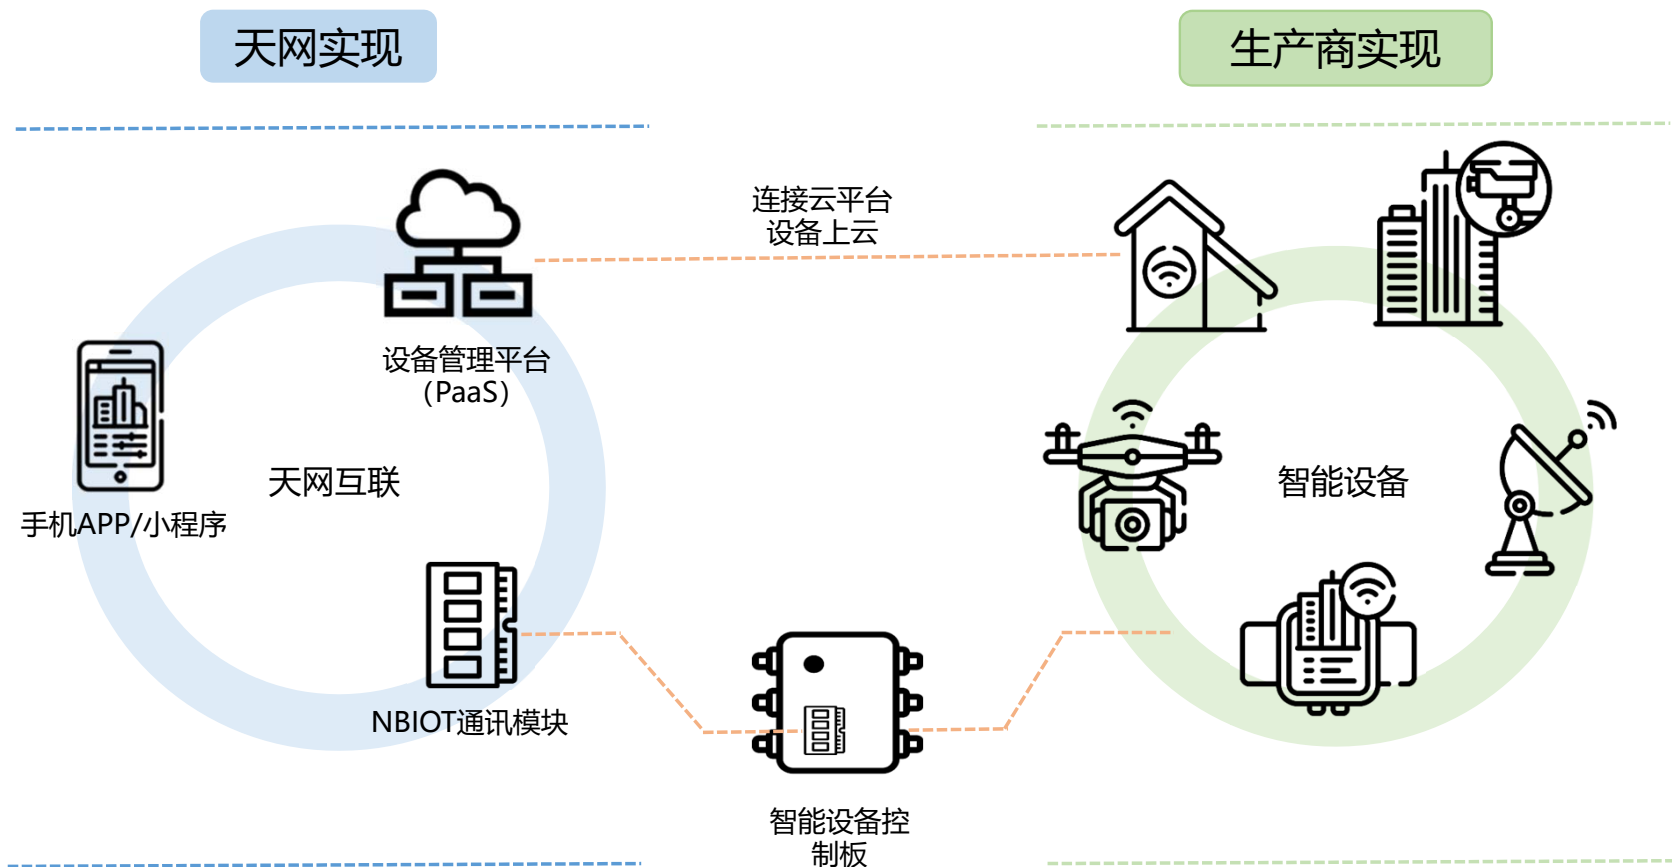 天网实现
生产商实现
连接云平台
设备上云
设备管理平台
（PaaS）
天网互联
智能设备
手机APP/小程序
NBIOT通讯模块
智能设备控
制板